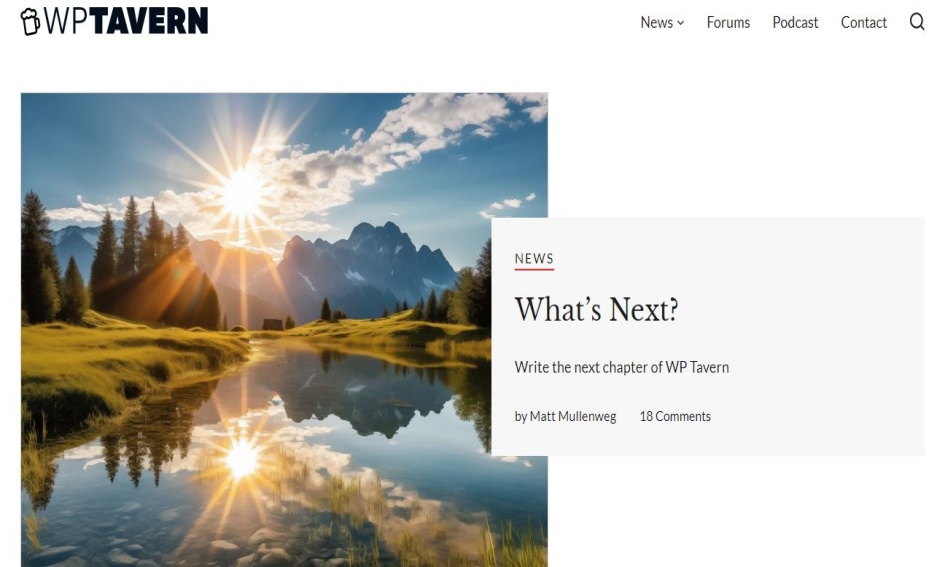 WPTAVERN
News
Forums
Podcast
Contact
NEWS
What's Next?
Write the next chapter of WP Tavern
by Matt Mullenweg
18 Comments